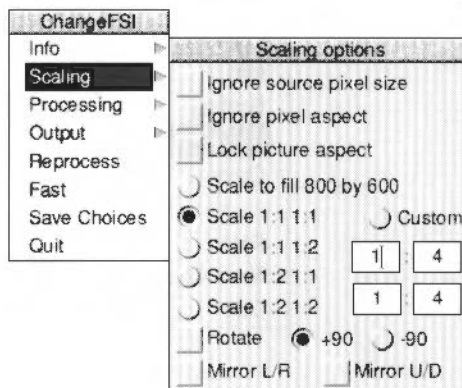 ChangeFSI
Info
Scaling
Processing
Output
Reprocess
Fast
Save Choices
Quit
Scaling options
Ignore source pixel size
Ignore pixel aspect
Lock picture aspect
Scale to fill 800 by 600
Scale 1:1 1:1 Custom
Scale 1:1 1:2 1 : 4
Scale 1:2 1:1
Scale 1:2 1:2 1 : 4
Rotate +90 -90
Mirror L/R Mirror U/D